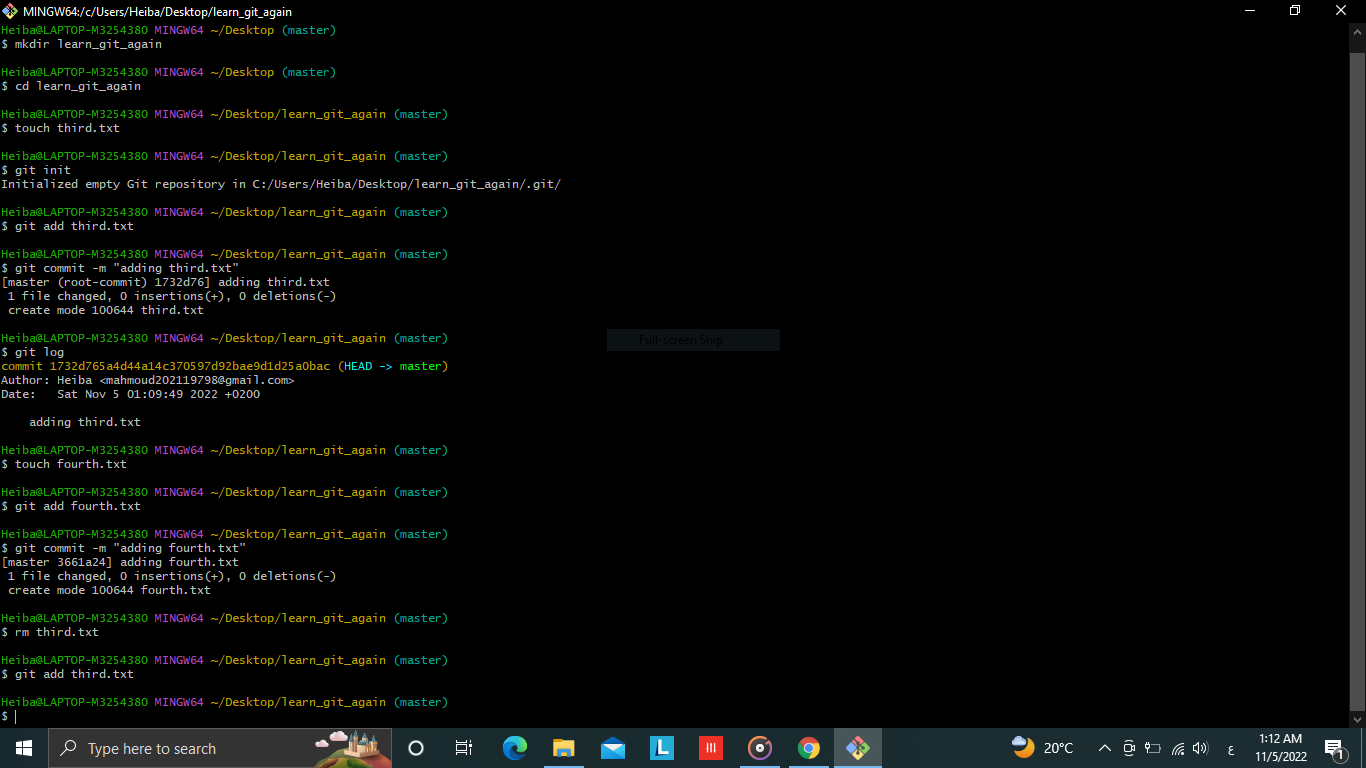 MINGW64:/c/Users/Heiba/Desktop/learn_git_again
Heiba@LAPTOP-M3254380 MINGW64 ~/Desktop (master)
$ mkdir learn_git_again
Heiba@LAPTOP-M3254380 MINGW64 ~/Desktop (master)
$ cd learn_git_again
Heiba@LAPTOP-M3254380 MINGW64 ~/Desktop/learn_git_again (master)
$ touch third.txt
Heiba@LAPTOP-M3254380 MINGW64 ~/Desktop/learn_git_again (master)
$ git init
Initialized empty Git repository in C:/Users/Heiba/Desktop/learn_git_again/.git/
Heiba@LAPTOP-M3254380 MINGW64 ~/Desktop/learn_git_again (master)
$ git add third.txt
Heiba@LAPTOP-M3254380 MINGW64 ~/Desktop/learn_git_again (master)
$ git commit -m "adding third.txt"
[master (root-commit) 1732d76] adding third.txt
 1 file changed, 0 insertions(+), 0 deletions(-)
 create mode 100644 third.txt
Heiba@LAPTOP-M3254380 MINGW64 ~/Desktop/learn_git_again (master)
Full-screen Snip
$ git log
commit 1732d765a4d44a14c370597d92bae9d1d25a0bac (HEAD -> master)
Author: Heiba <mahmoud202119798@gmail.com>
Date:   Sat Nov 5 01:09:49 2022 +0200
    adding third.txt
Heiba@LAPTOP-M3254380 MINGW64 ~/Desktop/learn_git_again (master)
$ touch fourth.txt
Heiba@LAPTOP-M3254380 MINGW64 ~/Desktop/learn_git_again (master)
$ git add fourth.txt
Heiba@LAPTOP-M3254380 MINGW64 ~/Desktop/learn_git_again (master)
$ git commit -m "adding fourth.txt"
[master 3661a24] adding fourth.txt
 1 file changed, 0 insertions(+), 0 deletions(-)
 create mode 100644 fourth.txt
Heiba@LAPTOP-M3254380 MINGW64 ~/Desktop/learn_git_again (master)
$ rm third.txt
Heiba@LAPTOP-M3254380 MINGW64 ~/Desktop/learn_git_again (master)
$ git add third.txt
Heiba@LAPTOP-M3254380 MINGW64 ~/Desktop/learn_git_again (master)
$
Type here to search
L
20°C
ع
1:12 AM
11/5/2022
1